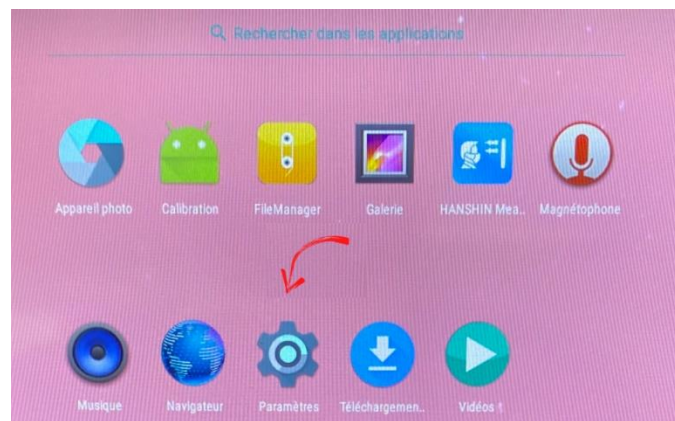 Rechercher dans les applications
Appareil photo
Calibration
FileManager
Galerie
HANSHIN Mea..
Magnétophone
Musique
Navigateur
Paramètres
Téléchargemen..
Vidéos